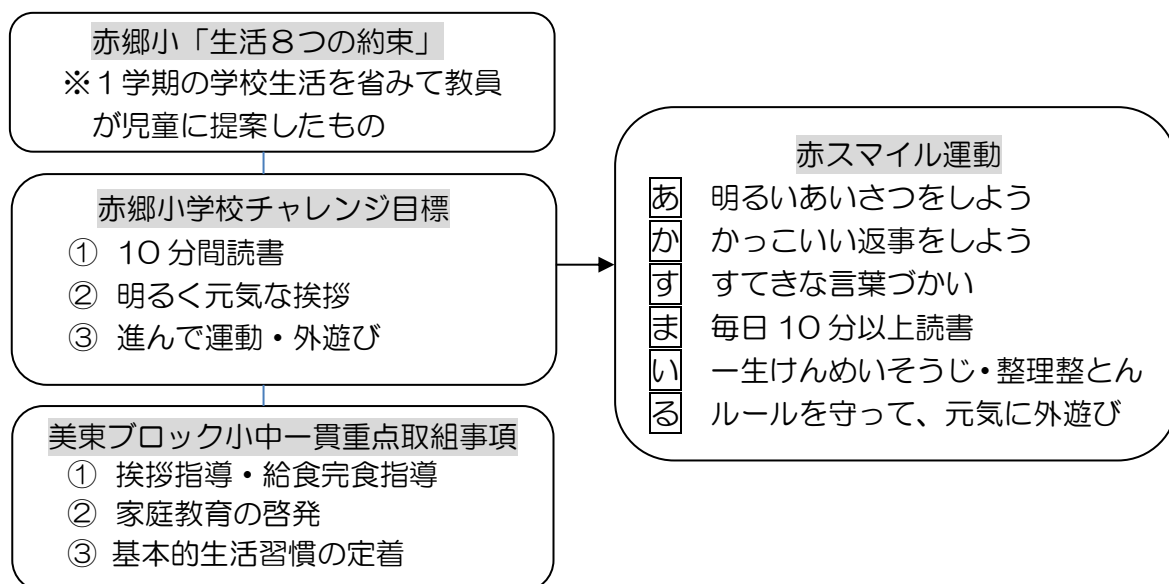 赤郷小「生活８つの約束」
※１学期の学校生活を省みて教員
が児童に提案したもの
赤郷小学校チャレンジ目標
① 10 分間読書
② 明るく元気な挨拶
③ 進んで運動・外遊び
美東ブロック小中一貫重点取組事項
① 挨拶指導・給食完食指導
② 家庭教育の啓発
③ 基本的生活習慣の定着
赤スマイル運動
あ 明るいあいさつをしよう
か かっこいい返事をしよう
す すてきな言葉づかい
ま 毎日 10 分以上読書
い 一生けんめいそうじ・整理整とん
る ルールを守って、元気に外遊び